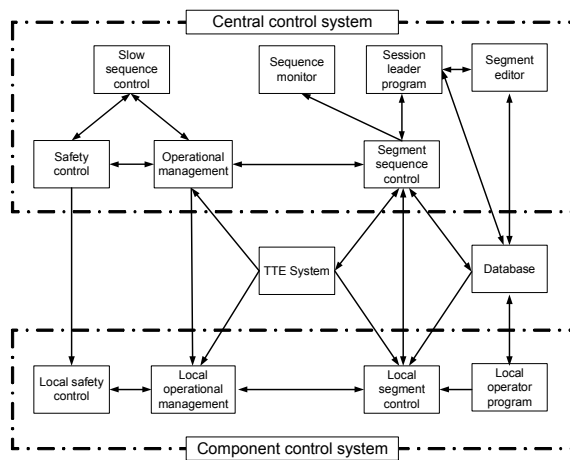 Central control system
Slow
sequence
control
Sequence
monitor
Session
leader
program
Segment
editor
Safety
control
Operational
management
Segment
sequence
control
TTE System
Database
Local safety
control
Local
operational
management
Local
segment
control
Local
operator
program
Component control system